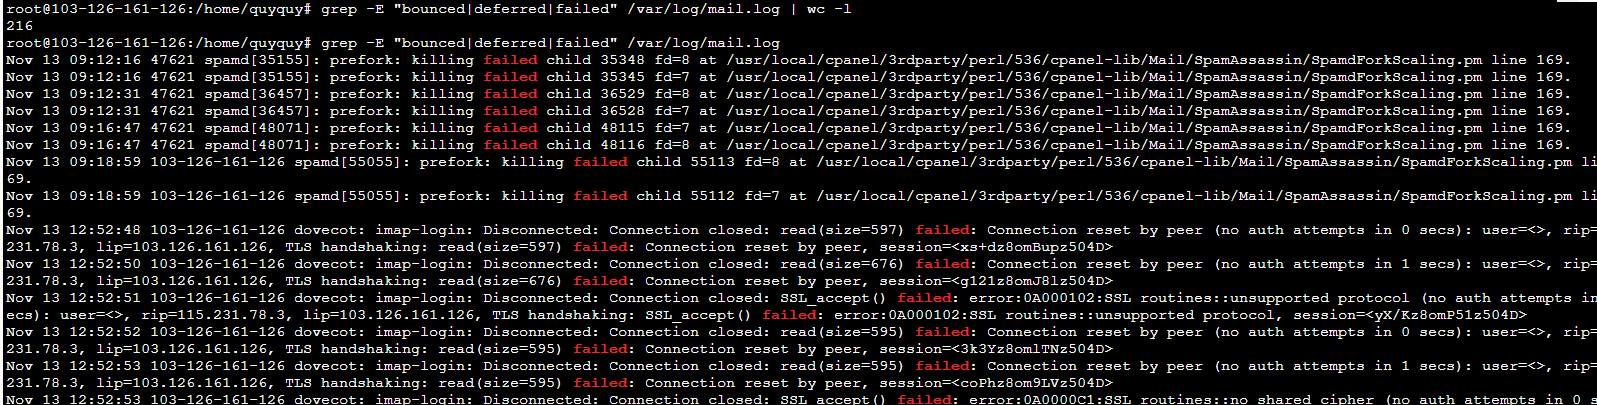 root@103-126-161-126:/home/quyquy# grep -E "bounced|deferred|failed" /var/log/mail.log | wc -l
216
root@103-126-161-126:/home/quyquy# grep -E "bounced|deferred|failed" /var/log/mail.log
Nov 13 09:12:16 47621 spamd[35155]: prefork: killing failed child 35348 fd=8 at /usr/local/cpanel/3rdparty/perl/536/cpanel-lib/Mail/SpamAssassin/SpamdForkScaling.pm line 169.
Nov 13 09:12:16 47621 spamd[35155]: prefork: killing failed child 35345 fd=7 at /usr/local/cpanel/3rdparty/perl/536/cpanel-lib/Mail/SpamAssassin/SpamdForkScaling.pm line 169.
Nov 13 09:12:31 47621 spamd[36457]: prefork: killing failed child 36529 fd=8 at /usr/local/cpanel/3rdparty/perl/536/cpanel-lib/Mail/SpamAssassin/SpamdForkScaling.pm line 169.
Nov 13 09:12:31 47621 spamd[36457]: prefork: killing failed child 36528 fd=7 at /usr/local/cpanel/3rdparty/perl/536/cpanel-lib/Mail/SpamAssassin/SpamdForkScaling.pm line 169.
Nov 13 09:16:47 47621 spamd[48071]: prefork: killing failed child 48115 fd=7 at /usr/local/cpanel/3rdparty/perl/536/cpanel-lib/Mail/SpamAssassin/SpamdForkScaling.pm line 169.
Nov 13 09:16:47 47621 spamd[48071]: prefork: killing failed child 48116 fd=8 at /usr/local/cpanel/3rdparty/perl/536/cpanel-lib/Mail/SpamAssassin/SpamdForkScaling.pm line 169.
Nov 13 09:18:59 103-126-161-126 spamd[55055]: prefork: killing failed child 55113 fd=8 at /usr/local/cpanel/3rdparty/perl/536/cpanel-lib/Mail/SpamAssassin/SpamdForkScaling.pm li
69.
Nov 13 09:18:59 103-126-161-126 spamd[55055]: prefork: killing failed child 55112 fd=7 at /usr/local/cpanel/3rdparty/perl/536/cpanel-lib/Mail/SpamAssassin/SpamdForkScaling.pm li
69.
Nov 13 12:52:48 103-126-161-126 dovecot: imap-login: Disconnected: Connection closed: read(size=597) failed: Connection reset by peer (no auth attempts in 0 secs): user=<>, rip=
231.78.3, lip=103.126.161.126, TLS handshaking: read(size=597) failed: Connection reset by peer, session=<xs+dz8omBupz504D>
Nov 13 12:52:50 103-126-161-126 dovecot: imap-login: Disconnected: Connection closed: read(size=676) failed: Connection reset by peer (no auth attempts in 1 secs): user=<>, rip=
231.78.3, lip=103.126.161.126, TLS handshaking: read(size=676) failed: Connection reset by peer, session=<g121z8omJ8lz504D>
Nov 13 12:52:51 103-126-161-126 dovecot: imap-login: Disconnected: Connection closed: SSL_accept() failed: error:0A000102:SSL routines::unsupported protocol (no auth attempts in
ecs): user=<>, rip=115.231.78.3, lip=103.126.161.126, TLS handshaking: SSL_accept() failed: error:0A000102:SSL routines::unsupported protocol, session=<yX/Kz8omP51z504D>
Nov 13 12:52:52 103-126-161-126 dovecot: imap-login: Disconnected: Connection closed: read(size=595) failed: Connection reset by peer (no auth attempts in 0 secs): user=<>, rip=
231.78.3, lip=103.126.161.126, TLS handshaking: read(size=595) failed: Connection reset by peer, session=<3k3Yz8omlTNz504D>
Nov 13 12:52:53 103-126-161-126 dovecot: imap-login: Disconnected: Connection closed: read(size=595) failed: Connection reset by peer (no auth attempts in 1 secs): user=<>, rip=
231.78.3, lip=103.126.161.126, TLS handshaking: read(size=595) failed: Connection reset by peer, session=<coPhz8om9LVz504D>
Nov 13 12:52:53 103-126-161-126 dovecot: imap-login: Disconnected: Connection closed: SSL_accept() failed: error:0A0000C1:SSL routines::no shared cipher (no auth attempts in 0 s